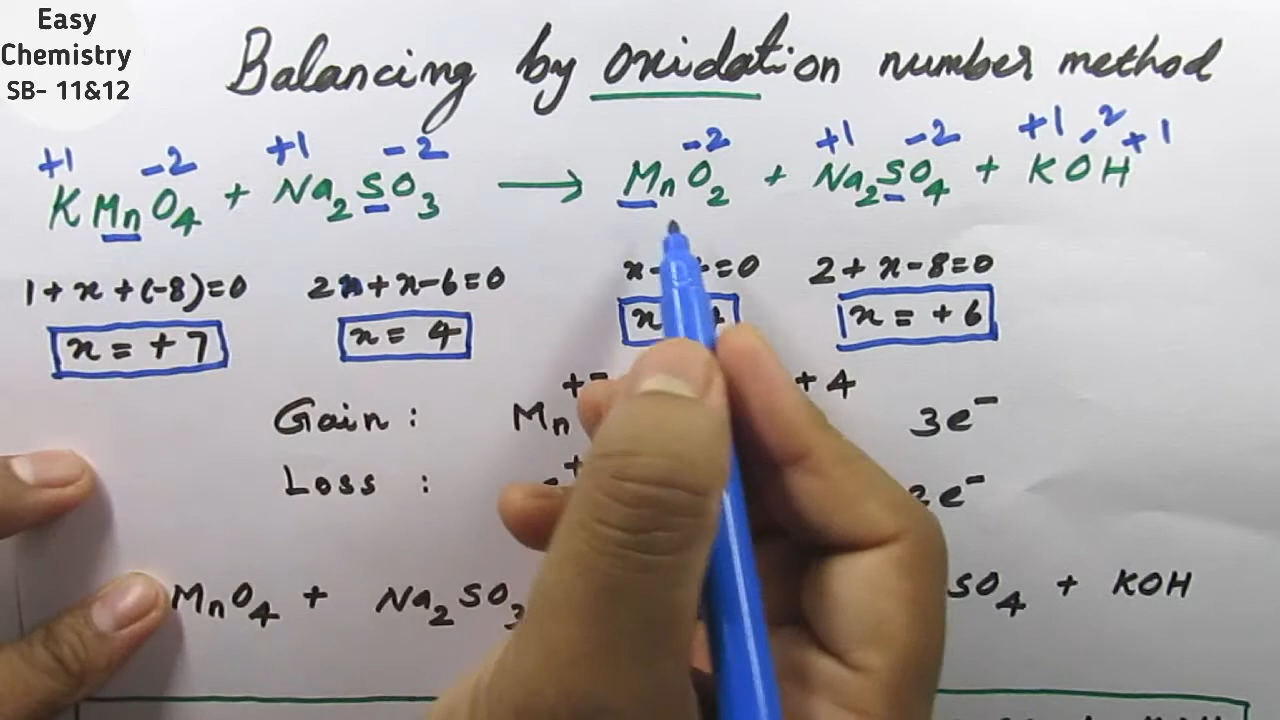 Easy
Chemistry
SB- 11&12
Balancing by oxidation number method
+1 -2 +1 -2 -2 +1 -2 +1 -2 +1
KMnO4 + Na2SO3 → MnO2 + Na2SO4 + KOH
1+x+(-8)=0 2+x-6=0 =0 2+x-8=0
x=+7 x=4 x x=+6
Gain: Mn +4 3e-
Loss : e-
MnO4 + Na2SO3 SO4 + KOH